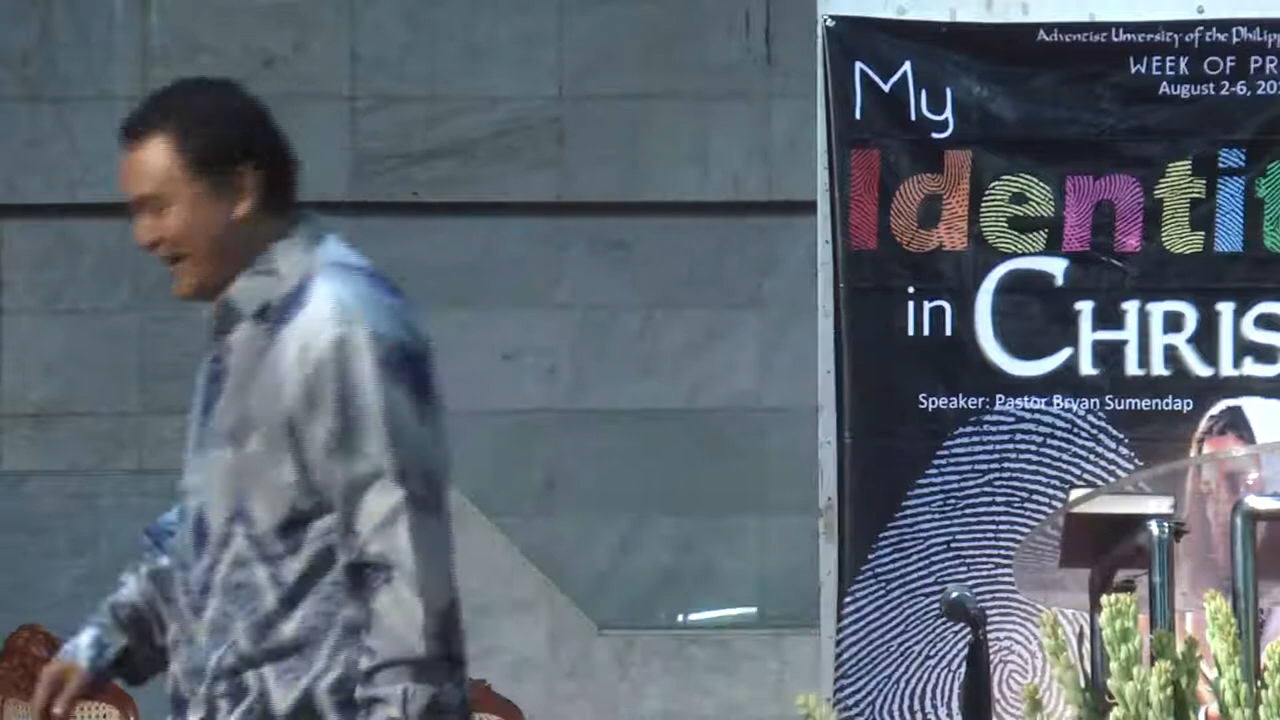 Adventist University of the Philipp
WEEK OF PR
August 2-6, 20
My
Identit
in
CHRIS
Speaker: Pastor Bryan Sumendap